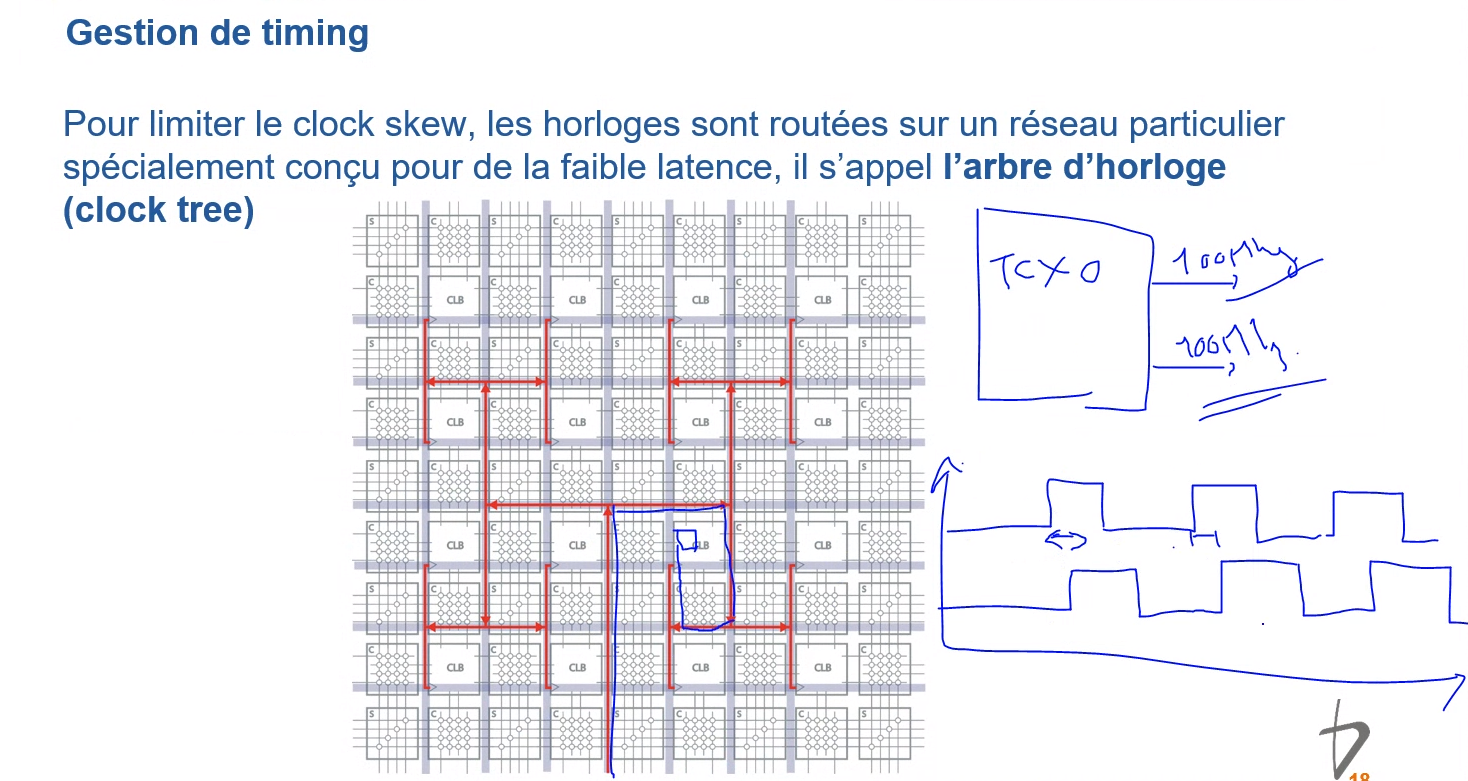 Gestion de timing
Pour limiter le clock skew, les horloges sont routées sur un réseau particulier
spécialement conçu pour de la faible latence, il s'appel l'arbre d'horloge
(clock tree)
S C S C S C S C S
C CLB C CLB C CLB C CLB C
S C S C S C S C S
C CLB C CLB C CLB C CLB C
S C S C S C S C S
C CLB C CLB CLB C CLB C
S C S C S C S C S
C CLB C CLB C CLB C CLB C
S C S C S C S C S
TCXO
100Mhz
100Mhz
18